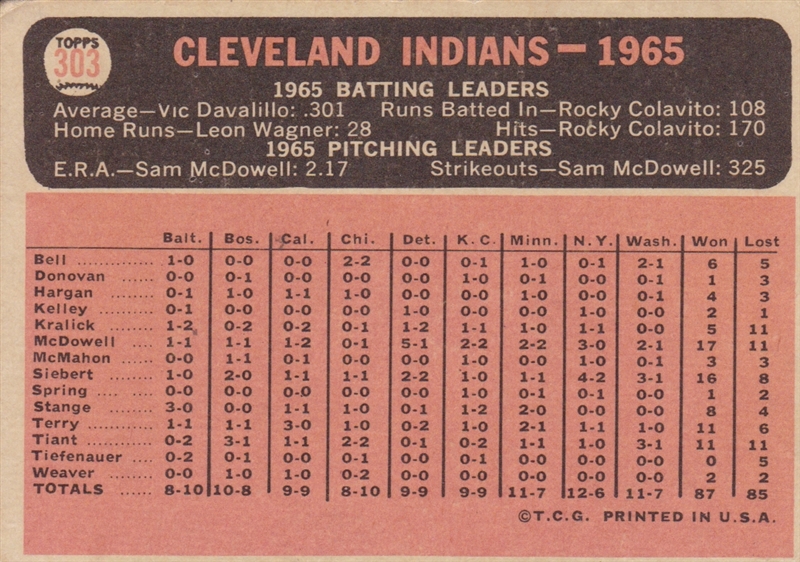 TOPPS
303
CLEVELAND INDIANS — 1965
1965 BATTING LEADERS
Average—Vic Davalillo: .301 Runs Batted In—Rocky Colavito: 108
Home Runs—Leon Wagner: 28 Hits—Rocky Colavito: 170
1965 PITCHING LEADERS
E.R.A.—Sam McDowell: 2.17 Strikeouts—Sam McDowell: 325
Balt. Bos. Cal. Chi. Det. K.C. Minn. N.Y. Wash. Won Lost
Bell .............. 1-0 0-0 0-0 2-2 0-0 0-1 1-0 0-1 2-1 6 5
Donovan ........ 0-0 0-1 0-0 0-0 0-0 1-0 0-1 0-0 0-1 1 3
Hargan ....... 0-1 1-0 1-1 1-0 0-0 0-0 0-1 0-0 1-0 4 3
Kelley ........ 0-1 0-0 0-0 0-0 1-0 0-0 0-0 1-0 0-0 2 1
Kralick ........ 1-2 0-2 0-2 0-1 1-2 1-1 1-0 1-1 0-0 5 11
McDowell ..... 1-1 1-1 1-2 0-1 5-1 2-2 2-2 3-0 2-1 17 11
McMahon ...... 0-0 1-1 0-1 0-0 0-0 1-0 0-0 1-0 0-1 3 3
Siebert ........ 1-0 2-0 1-1 1-1 2-2 1-0 1-1 4-2 3-1 16 8
Spring .... .... 0-0 0-0 0-0 0-0 0-0 0-0 0-1 1-0 0-1 1 2
Stange ........ 3-0 0-0 1-1 1-0 0-1 1-2 2-0 0-0 0-0 8 4
Terry ........... 1-1 1-1 3-0 1-0 0-2 1-0 2-1 1-1 1-0 11 6
Tiant ........... 0-2 3-1 1-1 2-2 0-1 0-2 1-1 1-0 3-1 11 11
Tiefenauer .... 0-2 0-1 0-0 0-1 0-0 0-1 0-0 0-0 0-0 0 5
Weaver ........ 0-0 1-0 1-0 0-2 0-0 0-0 0-0 0-0 0-0 2 2
TOTALS ...... 8-10 10-8 9-9 8-10 9-9 9-9 11-7 12-6 11-7 87 85
©T.C.G. PRINTED IN U.S.A.